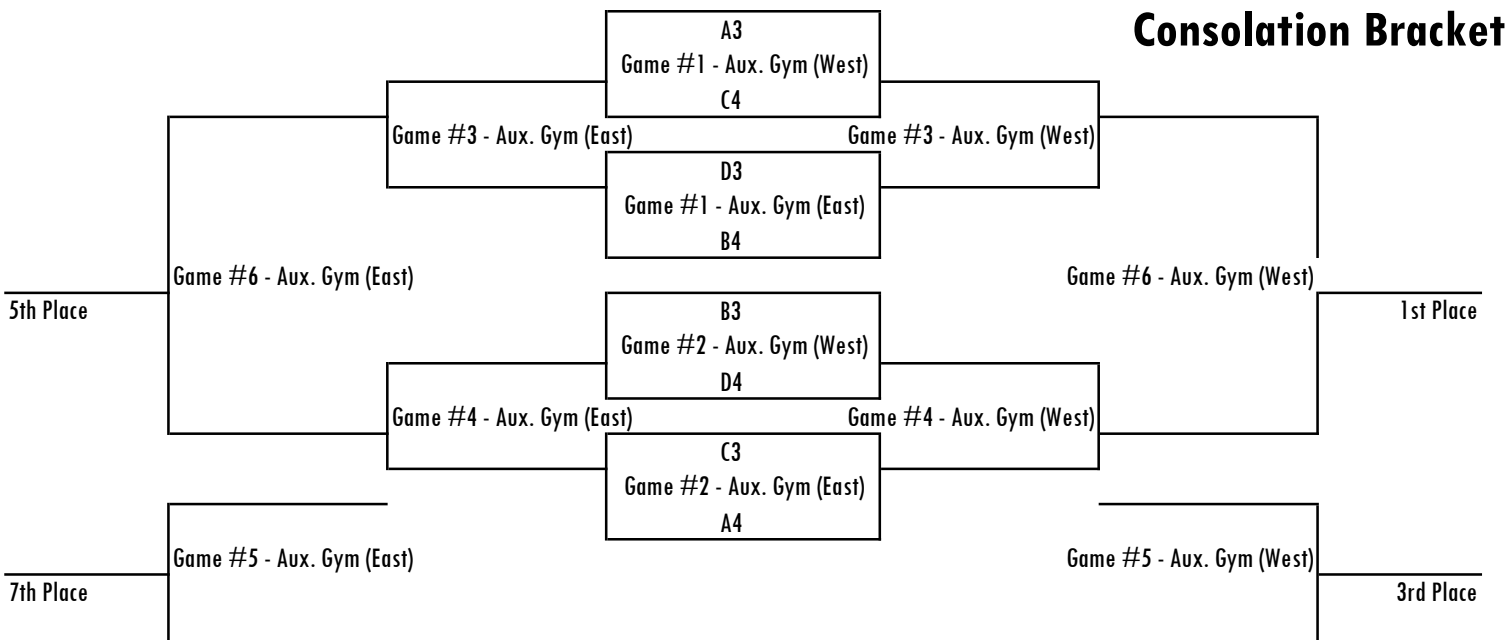 Consolation Bracket
A3
Game #1 - Aux. Gym (West)
C4
Game #3 - Aux. Gym (East)
Game #3 - Aux. Gym (West)
D3
Game #1 - Aux. Gym (East)
B4
Game #6 - Aux. Gym (East)
Game #6 - Aux. Gym (West)
5th Place
B3
1st Place
Game #2 - Aux. Gym (West)
D4
Game #4 - Aux. Gym (East)
Game #4 - Aux. Gym (West)
C3
Game #2 - Aux. Gym (East)
A4
Game #5 - Aux. Gym (East)
Game #5 - Aux. Gym (West)
7th Place
3rd Place